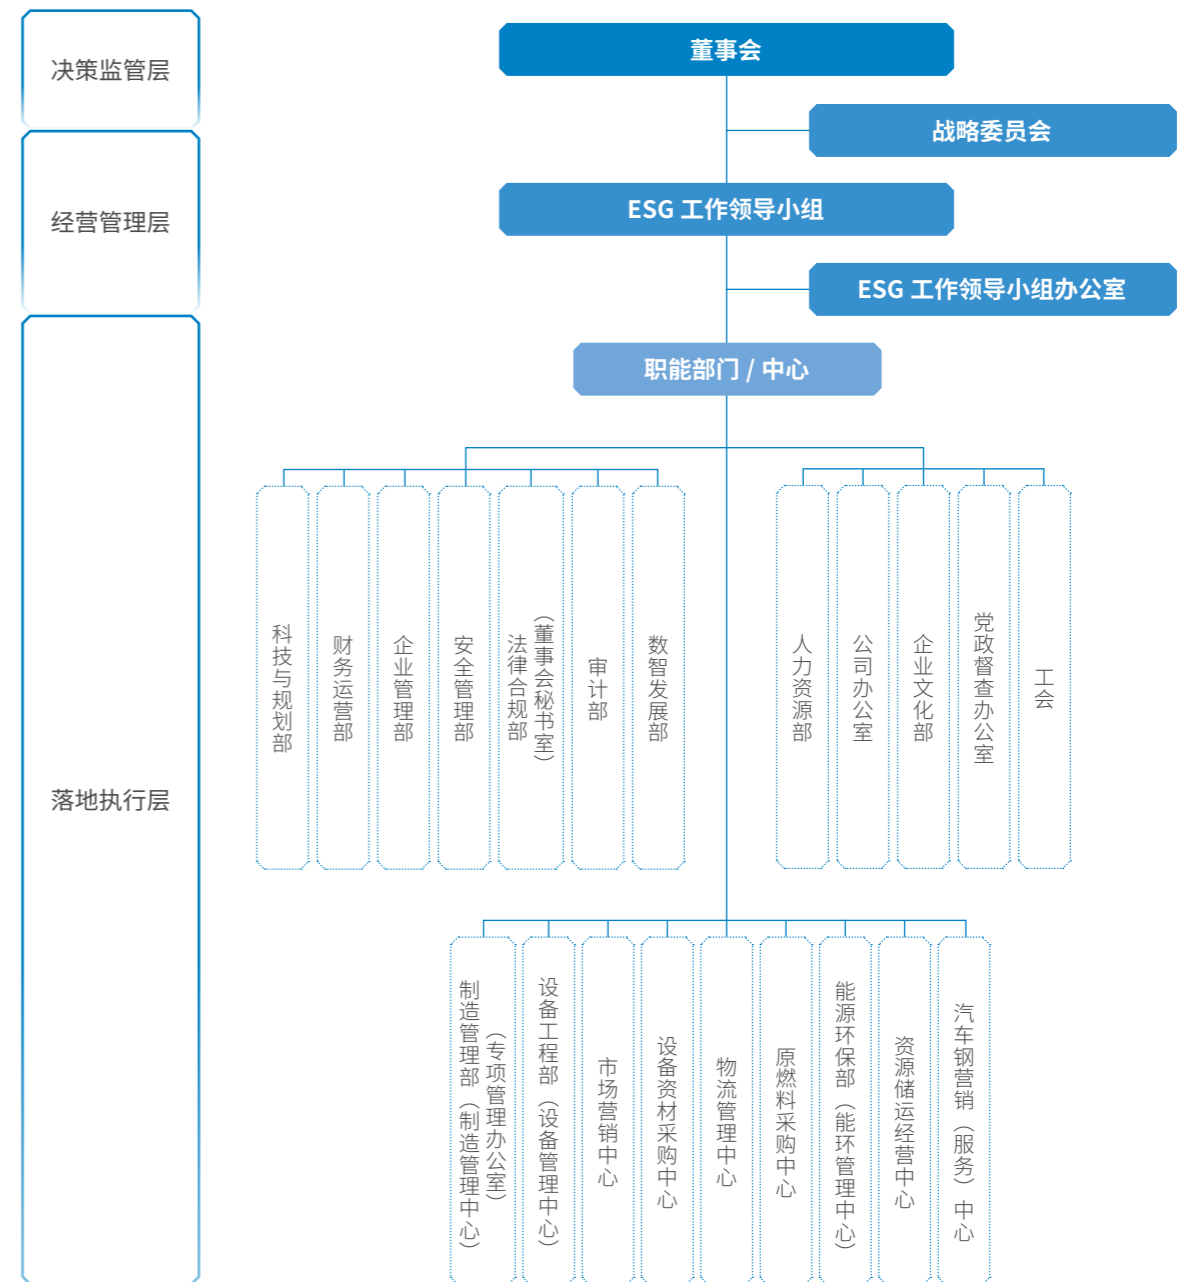 决策监管层
董事会
战略委员会
经营管理层
ESG 工作领导小组
ESG 工作领导小组办公室
职能部门 / 中心
落地执行层
科技与规划部
财务运营部
企业管理部
安全管理部
法律合规部
（董事会秘书室）
审计部
数智发展部
人力资源部
公司办公室
企业文化部
党政督查办公室
工会
制造管理部（制造管理中心）
（专项管理办公室）
设备工程部（设备管理中心）
市场营销中心
设备资材采购中心
物流管理中心
原燃料采购中心
能源环保部（能环管理中心）
资源储运经营中心
汽车钢营销（服务）中心